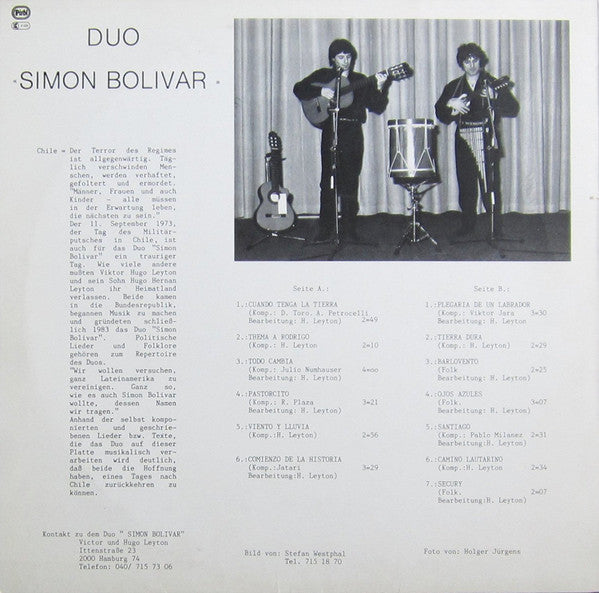 Pirol
DUO
"SIMON BOLIVAR"
Chile = Der Terror des Regimes
ist allgegenwärtig. Täg-
lich verschwinden Men-
schen, werden verhaftet,
gefoltert und ermordet.
"Männer, Frauen und auch
Kinder - alle müssen
in der Erwartung leben,
die nächsten zu sein."
Der 11. September 1973,
der Tag des Militär-
putsches in Chile, ist
auch für das Duo "Simon
Bolivar" ein trauriger
Tag. Wie viele andere
mußten Viktor Hugo Leyton
und sein Sohn Hugo Hernan
Leyton ihr Heimatland
verlassen. Beide kamen
in die Bundesrepublik,
begannen Musik zu machen
und gründeten schließ-
lich 1983 das Duo "Simon
Bolivar". Politische
Lieder und Folklore
gehören zum Repertoire
des Duos.
"Wir wollen versuchen,
ganz Lateinamerika zu
vereinigen. Ganz so,
wie es auch Simon Bolivar
wollte, dessen Namen
wir tragen."
Anhand der selbst kompo-
nierten und geschrie-
benen Lieder bzw. Texte,
die das Duo auf dieser
Platte musikalisch ver-
arbeiten wird deutlich,
daß beide die Hoffnung
haben, eines Tages nach
Chile zurückkehren zu
können.
Kontakt zu dem Duo " SIMON BOLIVAR"
Victor und Hugo Leyton
Ittenstraße 23
2000 Hamburg 74
Telefon: 040/ 715 73 06
Seite A.:
1.:CUANDO TENGA LA TIERRA
(Komp.: D. Toro. A. Petrocelli
Bearbeitung: H. Leyton) 2=49
2.:THEMA A RODRIGO
(Komp.: H. Leyton 2=10
3.:TODO CAMBIA
(Komp.: Julio Numhauser 4=oo
Bearbeitung:H. Leyton)
4.:PASTORCITO
(Komp.: R. Plaza 3=21
Bearbeitung: H. Leyton)
5.:VIENTO Y LLUVIA
(Komp.:H. Leyton) 2=56
6.:COMIENZO DE LA HISTORIA
(Komp.:Jatari 3=29
Bild von: Stefan Westphal
Tel. 715 18 70
Seite B.:
1.:PLEGARIA DE UN LABRADOR
(Komp.: Viktor Jara 3=30
Bearbeitung:H. Leyton
2.:TIERRA DURA
(Komp.: H. Leyton) 2=29
3.:BARLOVENTO
(Folk 2=25
Bearbeitung:H. Leyton)
4.:OJOS AZULES
(Folk. 3=07
Bearbeitung:H. Leyton)
5.:SANTIAGO
(Komp.: Pablo Milanez 2=31
Bearbeitung: H. Leyton)
6.:CAMINO LAUTARINO
(Komp.:H. Leyton 2=34
7.:SECURY
(Folk. 2=07
Bearbeitung:H. Leyton)
Foto von: Holger Jürgens